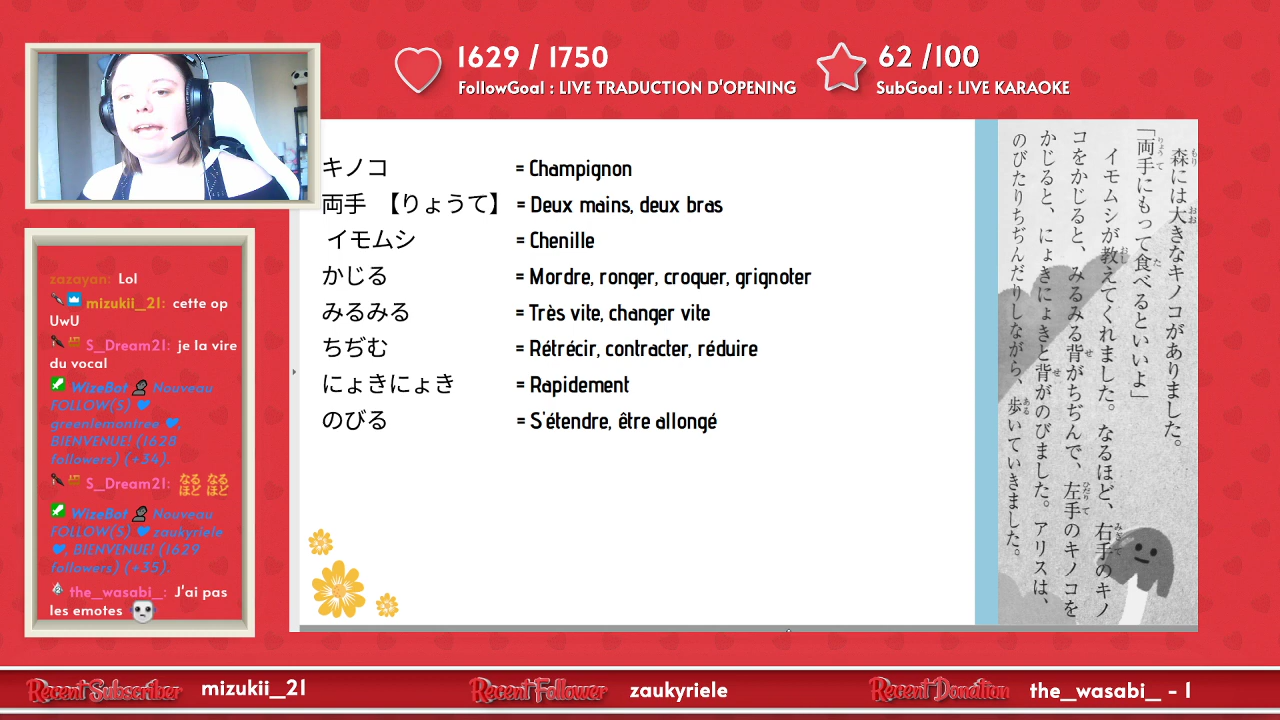 1629 / 1750
FollowGoal : LIVE TRADUCTION D'OPENING
62 /100
SubGoal : LIVE KARAOKE
キノコ = Champignon
両手 【りょうて】 = Deux mains, deux bras
イモムシ = Chenille
かじる = Mordre, ronger, croquer, grignoter
みるみる = Très vite, changer vite
ちぢむ = Rétrécir, contracter, réduire
にょきにょき = Rapidement
のびる = S'étendre, être allongé
森には大きなキノコがありました。
「両手にもって食べるといいよ」
イモムシが教えてくれました。なるほど、右手のキノ
コをかじると、みるみる背がちぢんで、左手のキノコを
かじると、にょきにょきと背がのびました。アリスは、
のびたりちぢんだりしながら、歩いていきました。
zazayan: Lol
mizukii_21: cette op
UwU
S_Dream21: je la vire
du vocal
WizeBot Nouveau
FOLLOW(S)
greenlemontree
, BIENVENUE! (1628
followers) (+34).
S_Dream21: なるほど なるほど
WizeBot Nouveau
FOLLOW(S) zaukyriele
, BIENVENUE! (1629
followers) (+35).
the_wasabi_: J'ai pas
les emotes
Recent Subscriber mizukii_21
Recent Follower zaukyriele
Recent Donation the_wasabi_ - 1